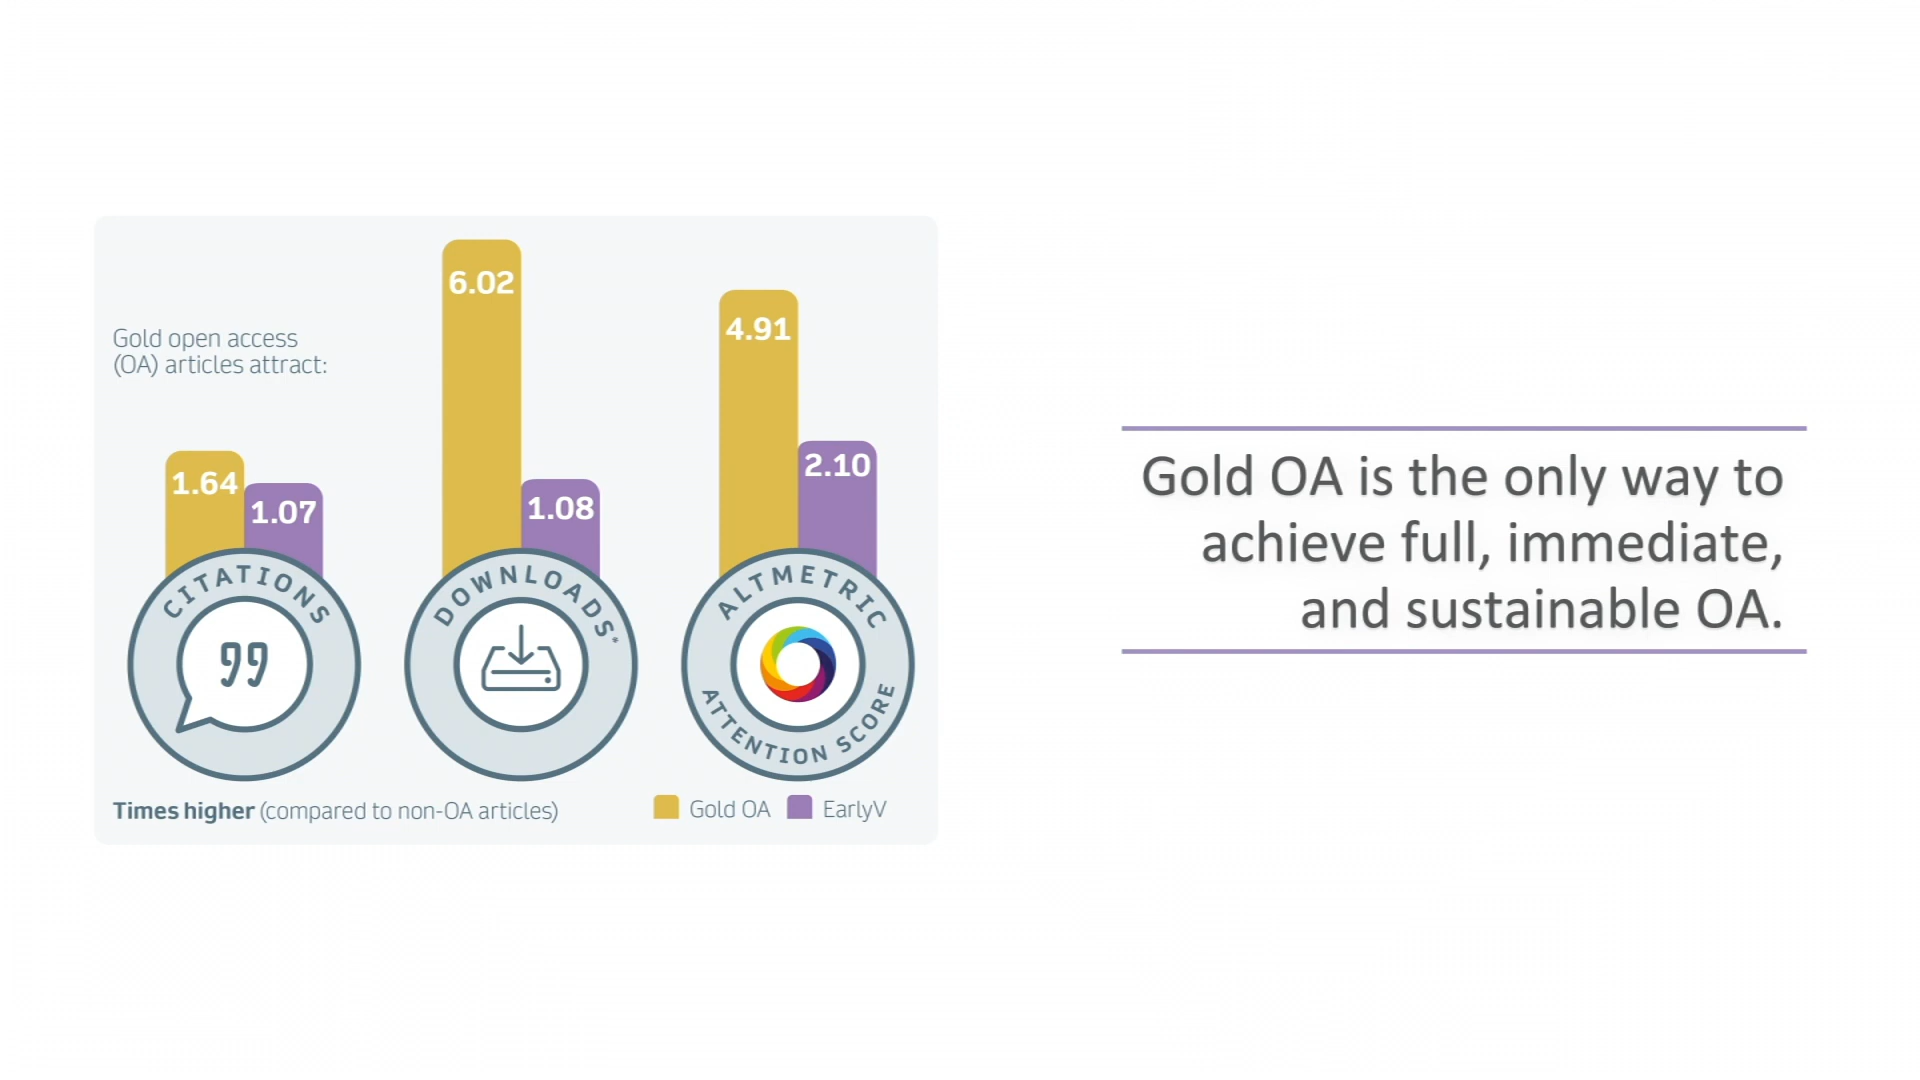 Gold open access
(OA) articles attract:
1.64
1.07
6.02
1.08
4.91
2.10
CITATIONS
99
DOWNLOADS*
ALTMETRIC
ATTENTION SCORE
Times higher (compared to non-OA articles)
Gold OA
EarlyV
Gold OA is the only way to
achieve full, immediate,
and sustainable OA.